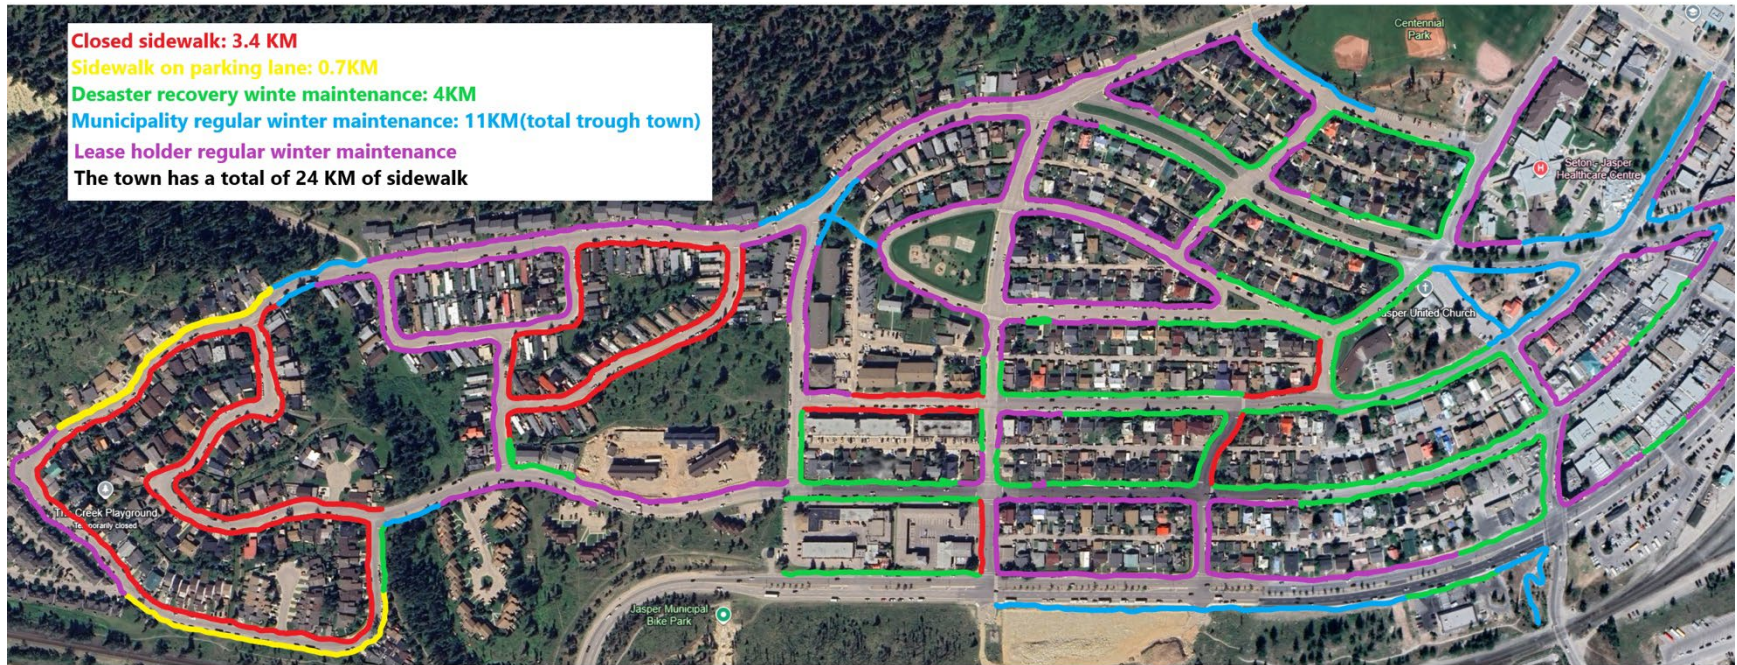 Closed sidewalk: 3.4 KM
Sidewalk on parking lane: 0.7KM
Desaster recovery winte maintenance: 4KM
Municipality regular winter maintenance: 11KM(total trough town)
Lease holder regular winter maintenance
The town has a total of 24 KM of sidewalk
Centennial
Park
Seton - Jasper
Healthcare Centre
asper United Church
Creek Playground
Temporarily closed
Jasper Municipal
Bike Park